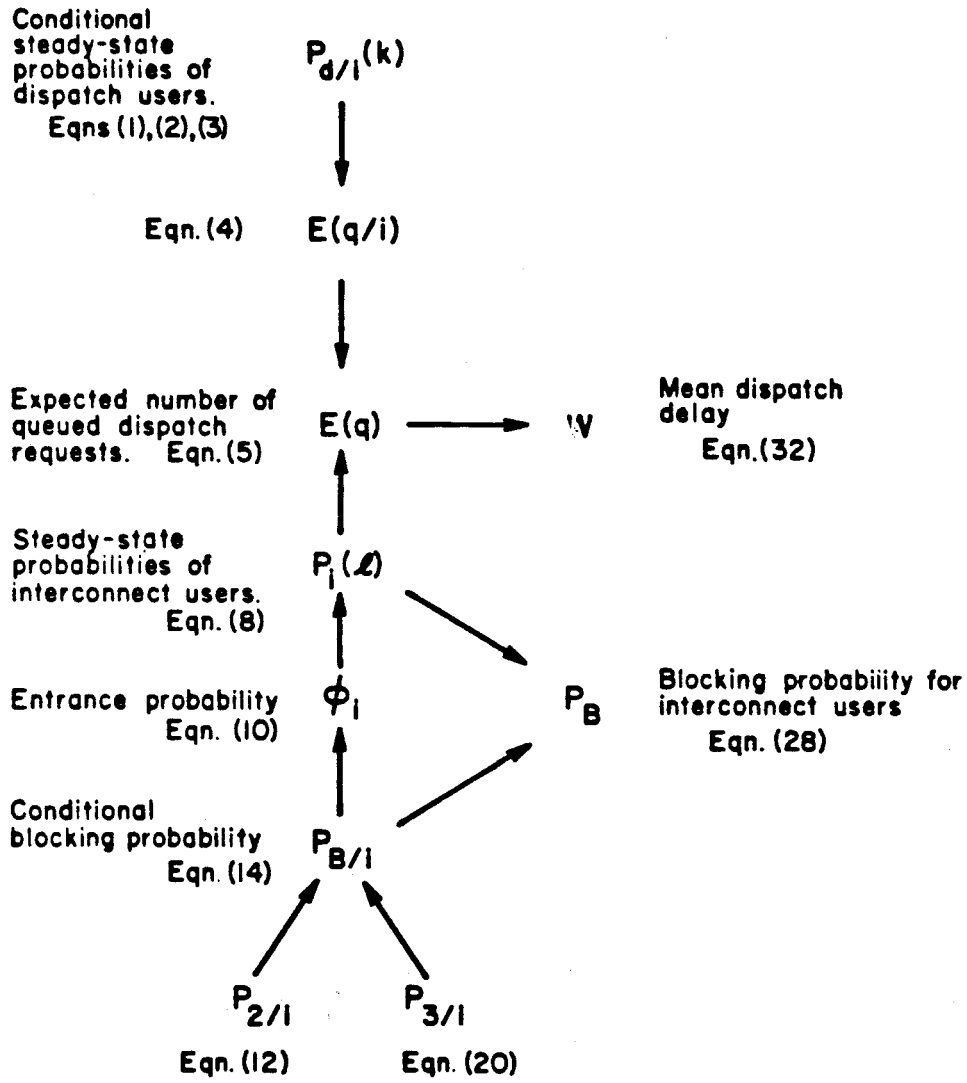 Conditional
steady-state
probabilities of
dispatch users.
Eqns (1),(2),(3)
P_{d/i}(k)
Eqn. (4) E(q/i)
Expected number of
queued dispatch
requests. Eqn. (5)
E(q)
W
Mean dispatch
delay
Eqn.(32)
Steady-state
probabilities of
interconnect users.
Eqn. (8)
P_i(ℓ)
Entrance probability
Eqn. (10)
ϕ_i
P_B
Blocking probability for
interconnect users
Eqn. (28)
Conditional
blocking probability
Eqn. (14)
P_{B/i}
P_{2/i} P_{3/i}
Eqn. (12) Eqn. (20)